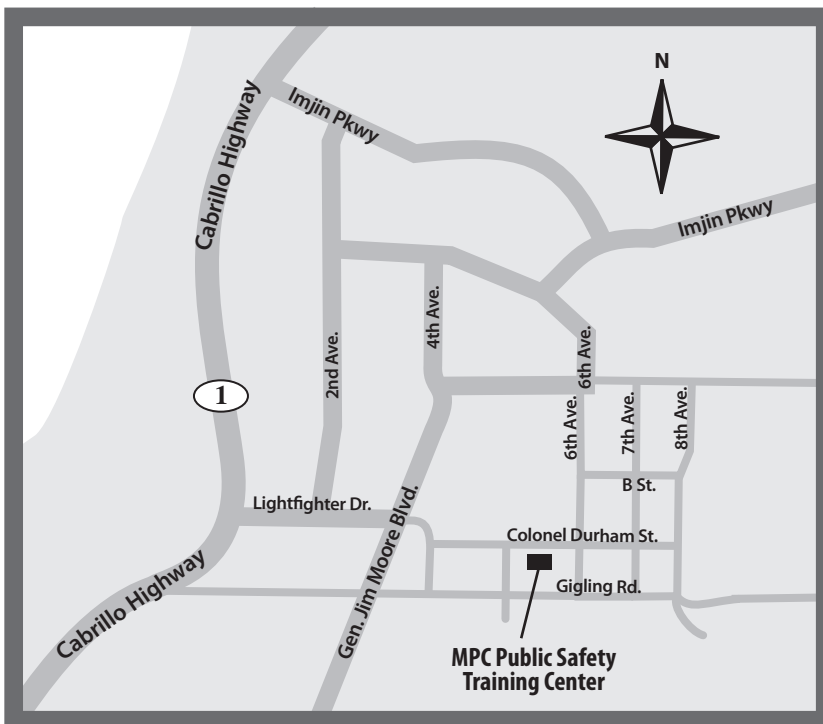 N
Imjin Pkwy
Cabrillo Highway
Imjin Pkwy
4th Ave.
2nd Ave.
6th Ave.
1
6th Ave.
7th Ave.
8th Ave.
B St.
Lightfighter Dr.
Gen. Jim Moore Blvd.
Colonel Durham St.
Cabrillo Highway
Gigling Rd.
MPC Public Safety
Training Center